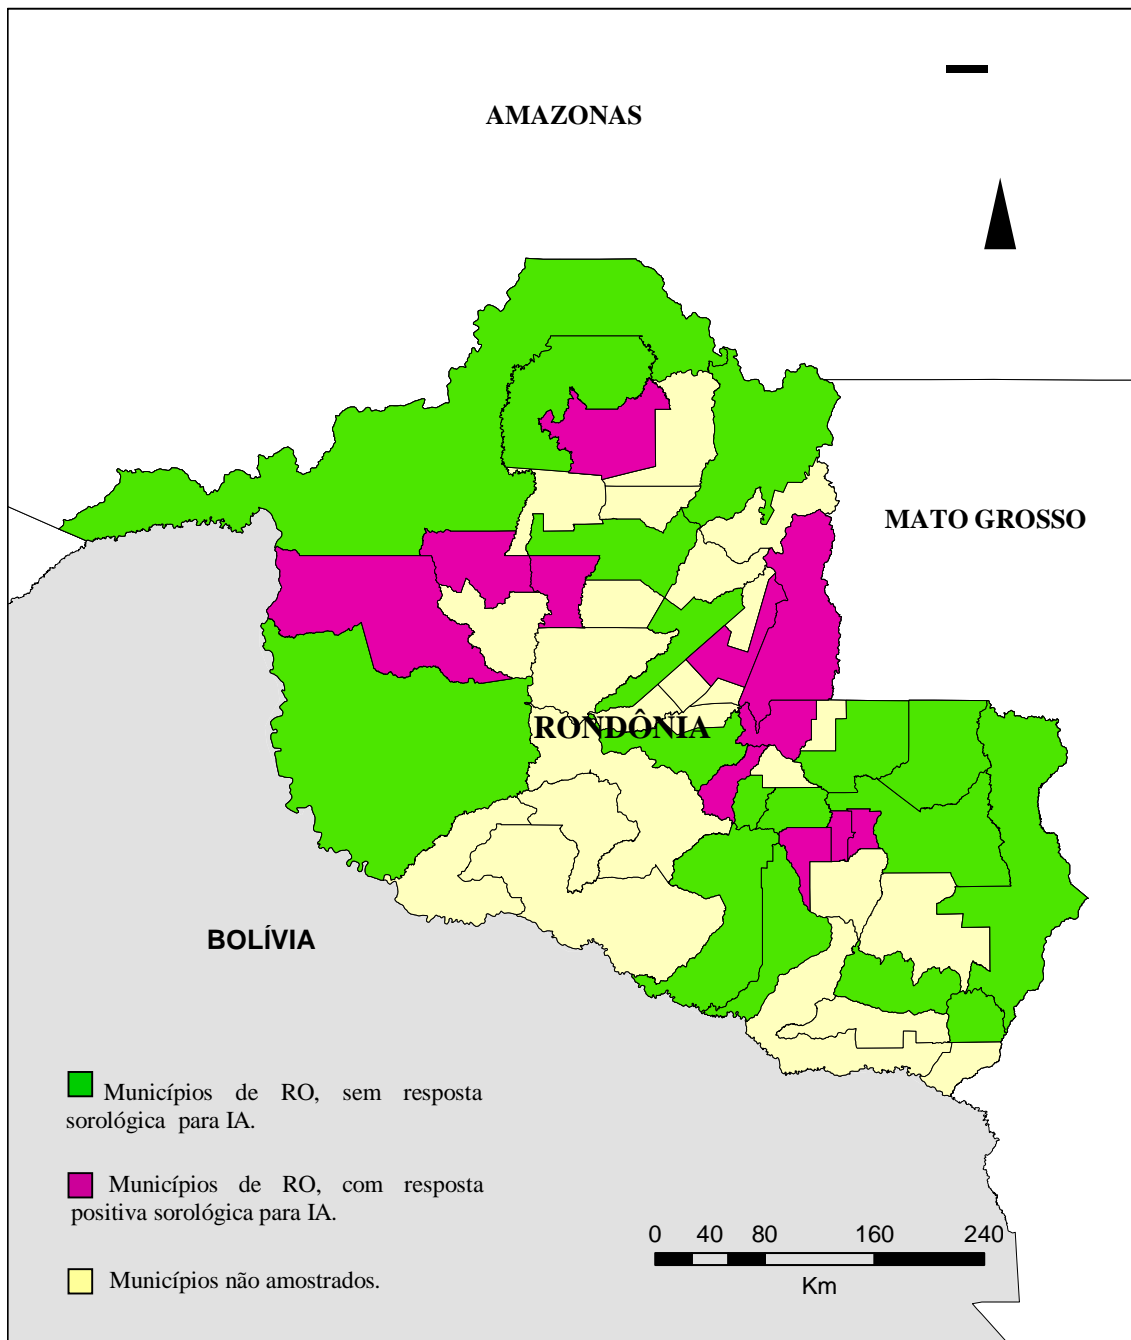 AMAZONAS
MATO GROSSO
RONDÔNIA
BOLÍVIA
Municípios de RO, sem resposta
sorológica para IA.
Municípios de RO, com resposta
positiva sorológica para IA.
Municípios não amostrados.
0 40 80 160 240
Km